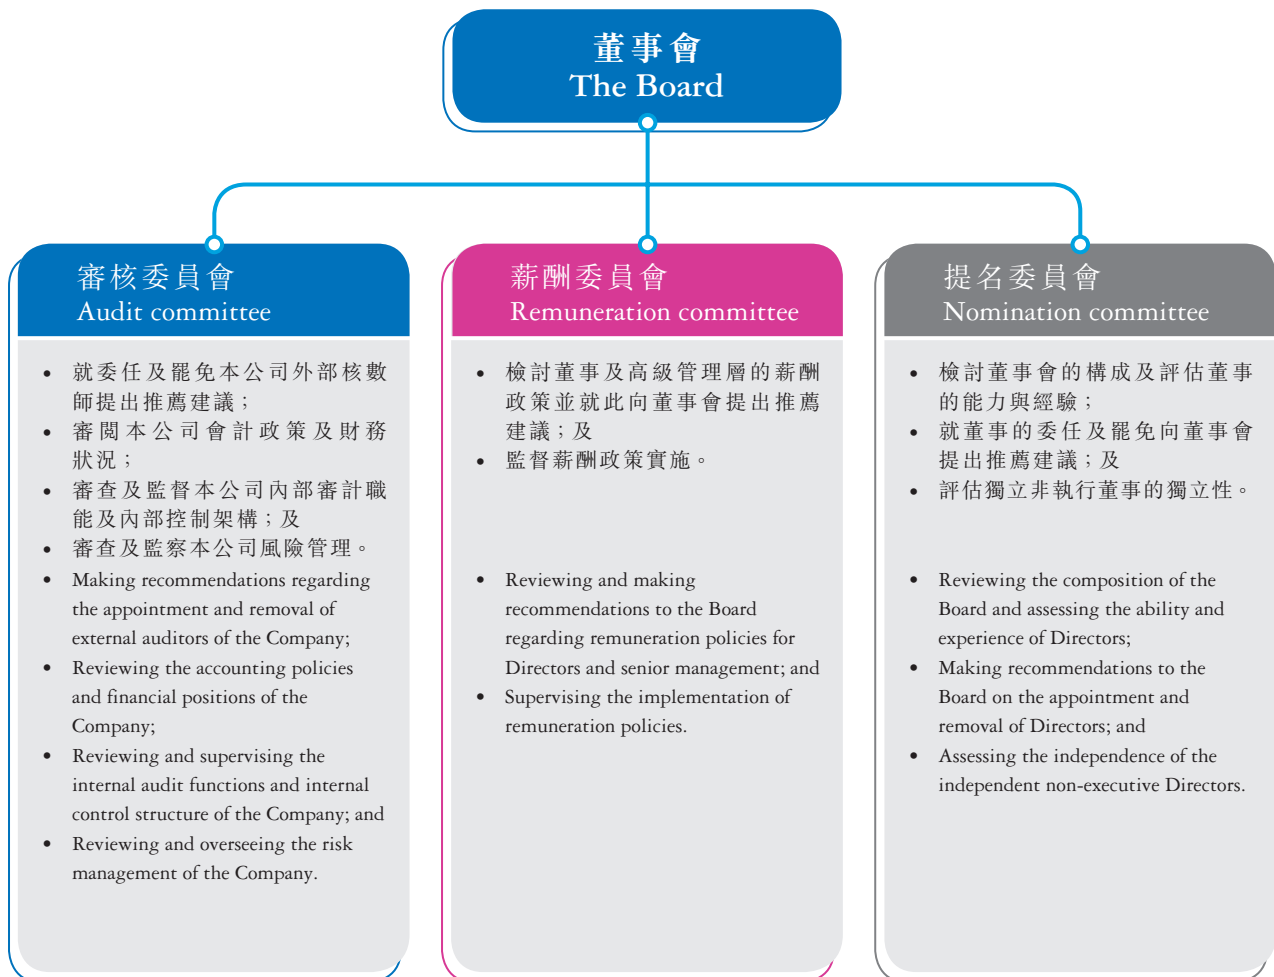 董事會
The Board
審核委員會
Audit committee
• 就委任及罷免本公司外部核數
師提出推薦建議；
• 審閱本公司會計政策及財務
狀況；
• 審查及監督本公司內部審計職
能及內部控制架構；及
• 審查及監察本公司風險管理。
• Making recommendations regarding
the appointment and removal of
external auditors of the Company;
• Reviewing the accounting policies
and financial positions of the
Company;
• Reviewing and supervising the
internal audit functions and internal
control structure of the Company; and
• Reviewing and overseeing the risk
management of the Company.
薪酬委員會
Remuneration committee
• 檢討董事及高級管理層的薪酬
政策並就此向董事會提出推薦
建議；及
• 監督薪酬政策實施。
• Reviewing and making
recommendations to the Board
regarding remuneration policies for
Directors and senior management; and
• Supervising the implementation of
remuneration policies.
提名委員會
Nomination committee
• 檢討董事會的構成及評估董事
的能力與經驗；
• 就董事的委任及罷免向董事會
提出推薦建議；及
• 評估獨立非執行董事的獨立性。
• Reviewing the composition of the
Board and assessing the ability and
experience of Directors;
• Making recommendations to the
Board on the appointment and
removal of Directors; and
• Assessing the independence of the
independent non-executive Directors.